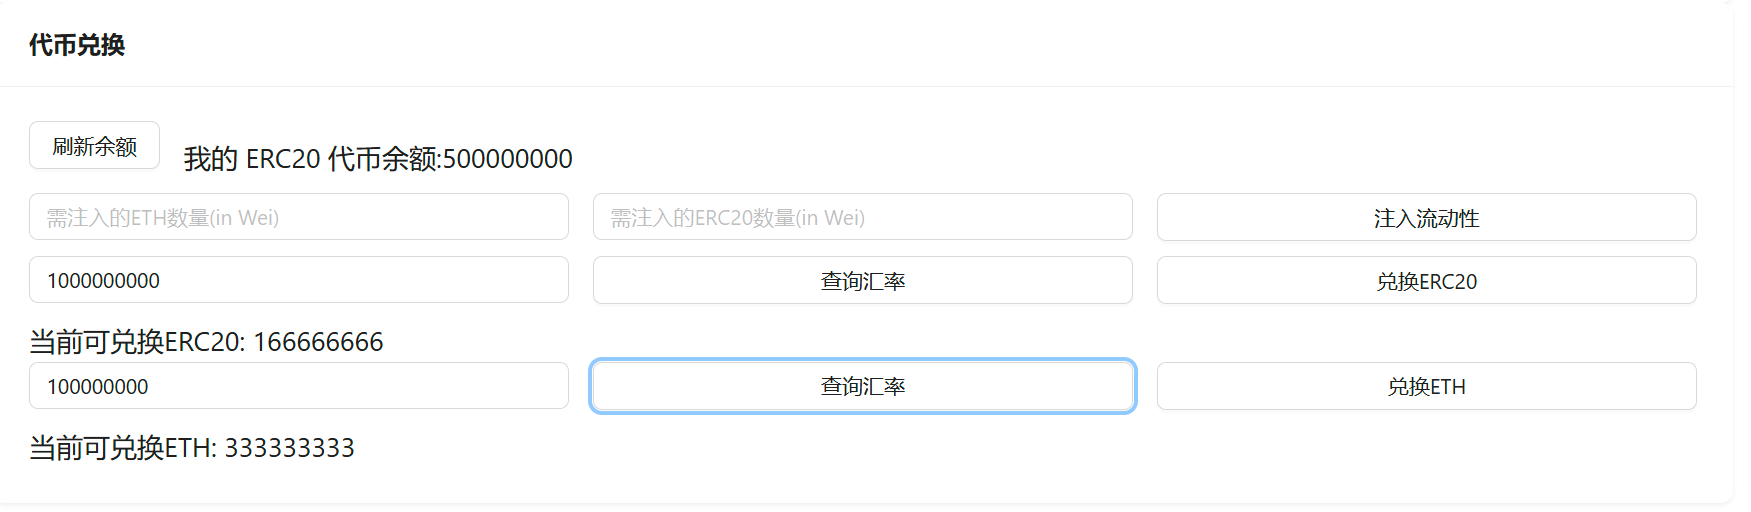 代币兑换
刷新余额 我的 ERC20 代币余额:500000000
需注入的ETH数量(in Wei) 需注入的ERC20数量(in Wei) 注入流动性
1000000000 查询汇率 兑换ERC20
当前可兑换ERC20: 166666666
100000000 查询汇率 兑换ETH
当前可兑换ETH: 333333333